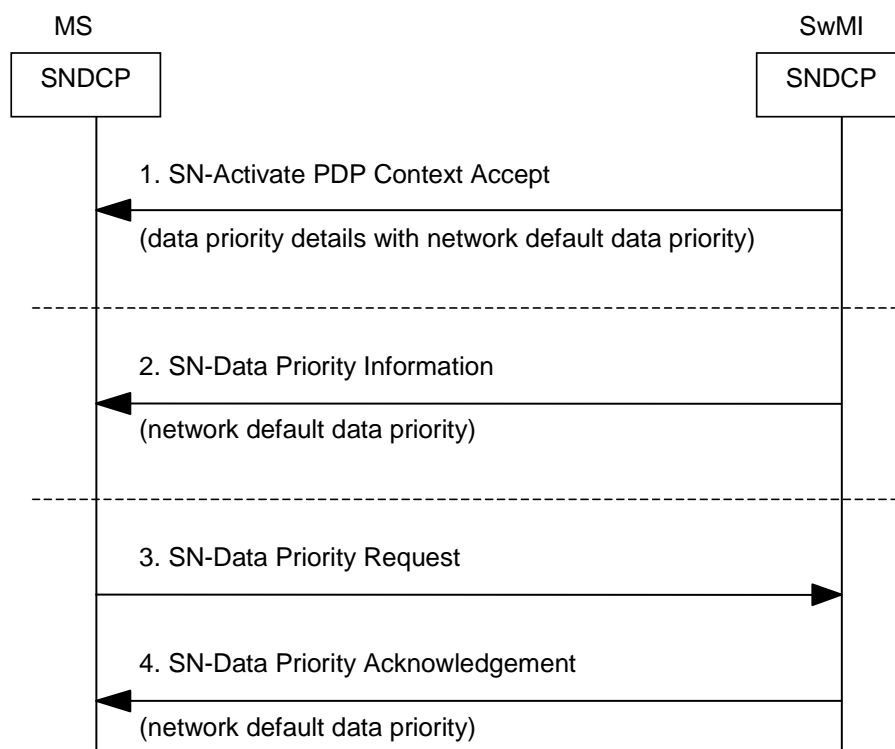 MS
SwMI
SNDCP
SNDCP
1. SN-Activate PDP Context Accept
(data priority details with network default data priority)
2. SN-Data Priority Information
(network default data priority)
3. SN-Data Priority Request
4. SN-Data Priority Acknowledgement
(network default data priority)